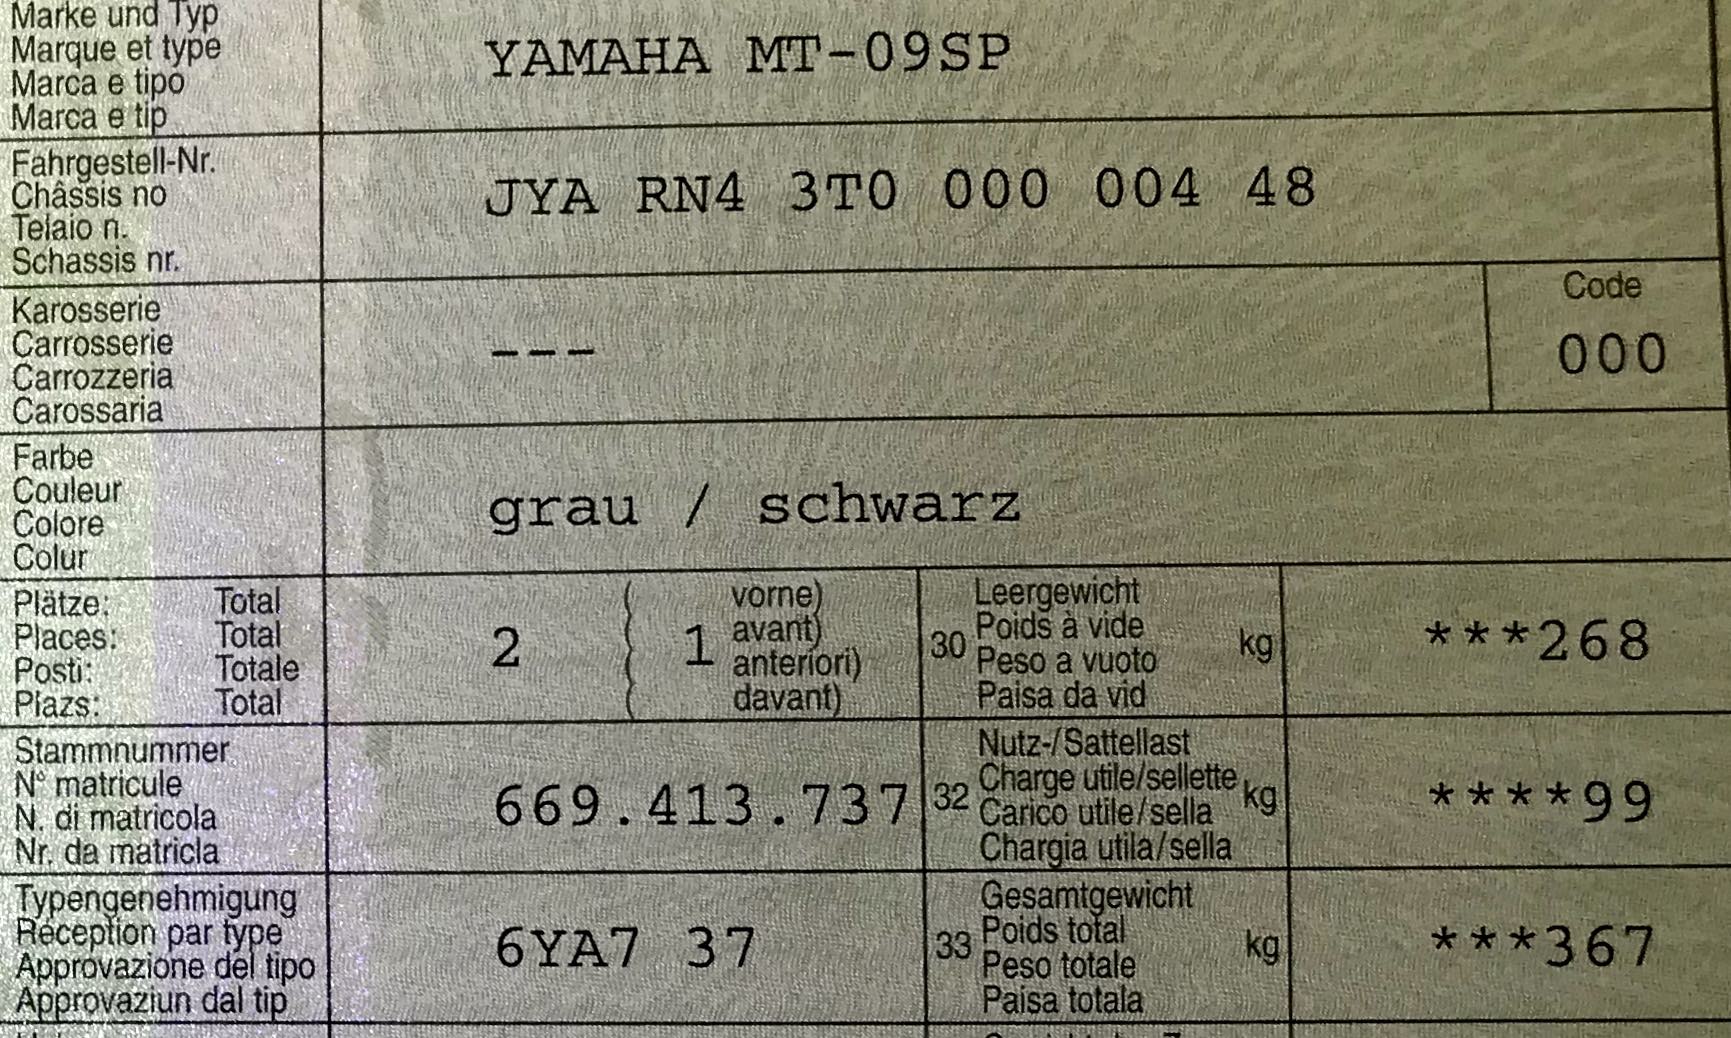 Marke und Typ
Marque et type
Marca e tipo
Marca e tip
YAMAHA MT-09SP
Fahrgestell-Nr.
Châssis no
Telaio n.
Schassis nr.
JYA RN4 3T0 000 004 48
Karosserie
Carrosserie
Carrozzeria
Carossaria
---
Code
000
Farbe
Couleur
Colore
Colur
grau / schwarz
Plätze: Total
Places: Total
Posti: Totale
Plazs: Total
2
1
vorne)
avant)
anteriori)
davant)
30
Leergewicht
Poids à vide
Peso a vuoto
Paisa da vid
kg
***268
Stammnummer
N° matricule
N. di matricola
Nr. da matricla
669.413.737
32
Nutz-/Sattellast
Charge utile/sellette
Carico utile/sella
Chargia utila/sella
kg
****99
Typengenehmigung
Réception par type
Approvazione del tipo
Approvaziun dal tip
6YA7 37
33
Gesamtgewicht
Poids total
Peso totale
Paisa totala
kg
***367